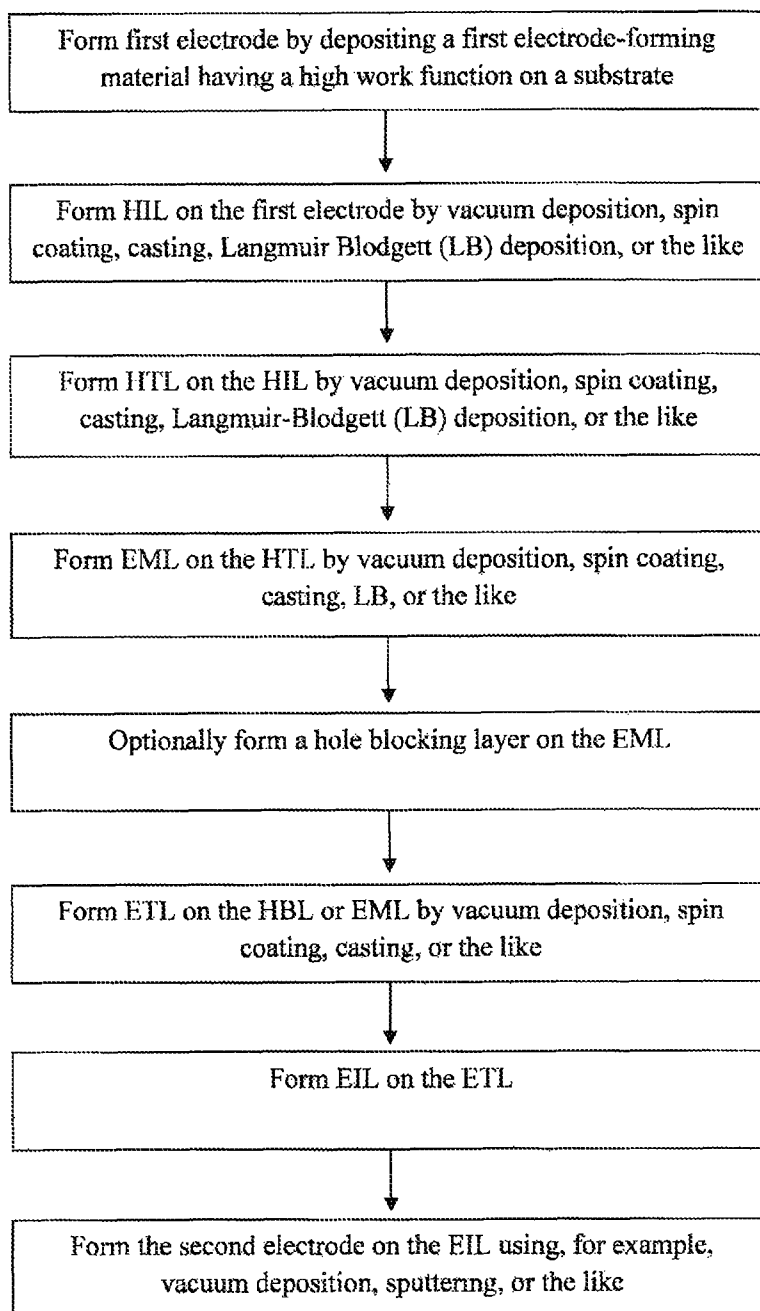 Form first electrode by depositing a first electrode-forming
material having a high work function on a substrate
Form HIL on the first electrode by vacuum deposition, spin
coating, casting, Langmuir Blodgett (LB) deposition, or the like
Form HTL on the HIL by vacuum deposition, spin coating,
casting, Langmuir-Blodgett (LB) deposition, or the like
Form EML on the HTL by vacuum deposition, spin coating,
casting, LB, or the like
Optionally form a hole blocking layer on the EML
Form ETL on the HBL or EML by vacuum deposition, spin
coating, casting, or the like
Form EIL on the ETL
Form the second electrode on the EIL using, for example,
vacuum deposition, sputtering, or the like